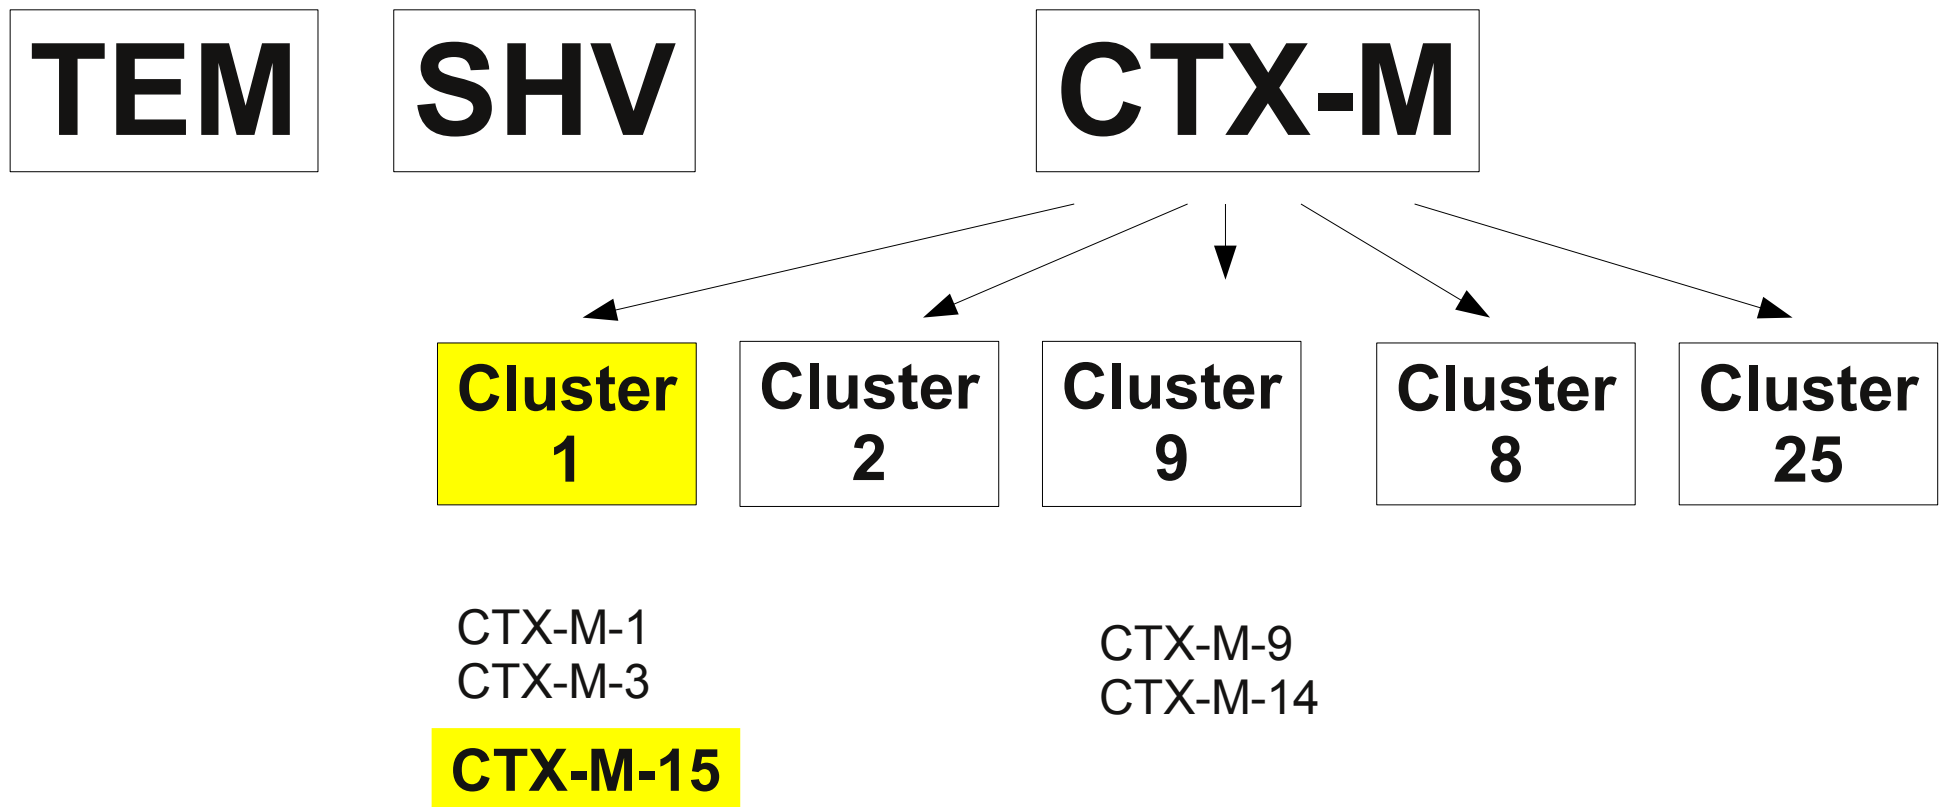 TEM
SHV
CTX-M
Cluster
1
Cluster
2
Cluster
9
Cluster
8
Cluster
25
CTX-M-1
CTX-M-3
CTX-M-15
CTX-M-9
CTX-M-14